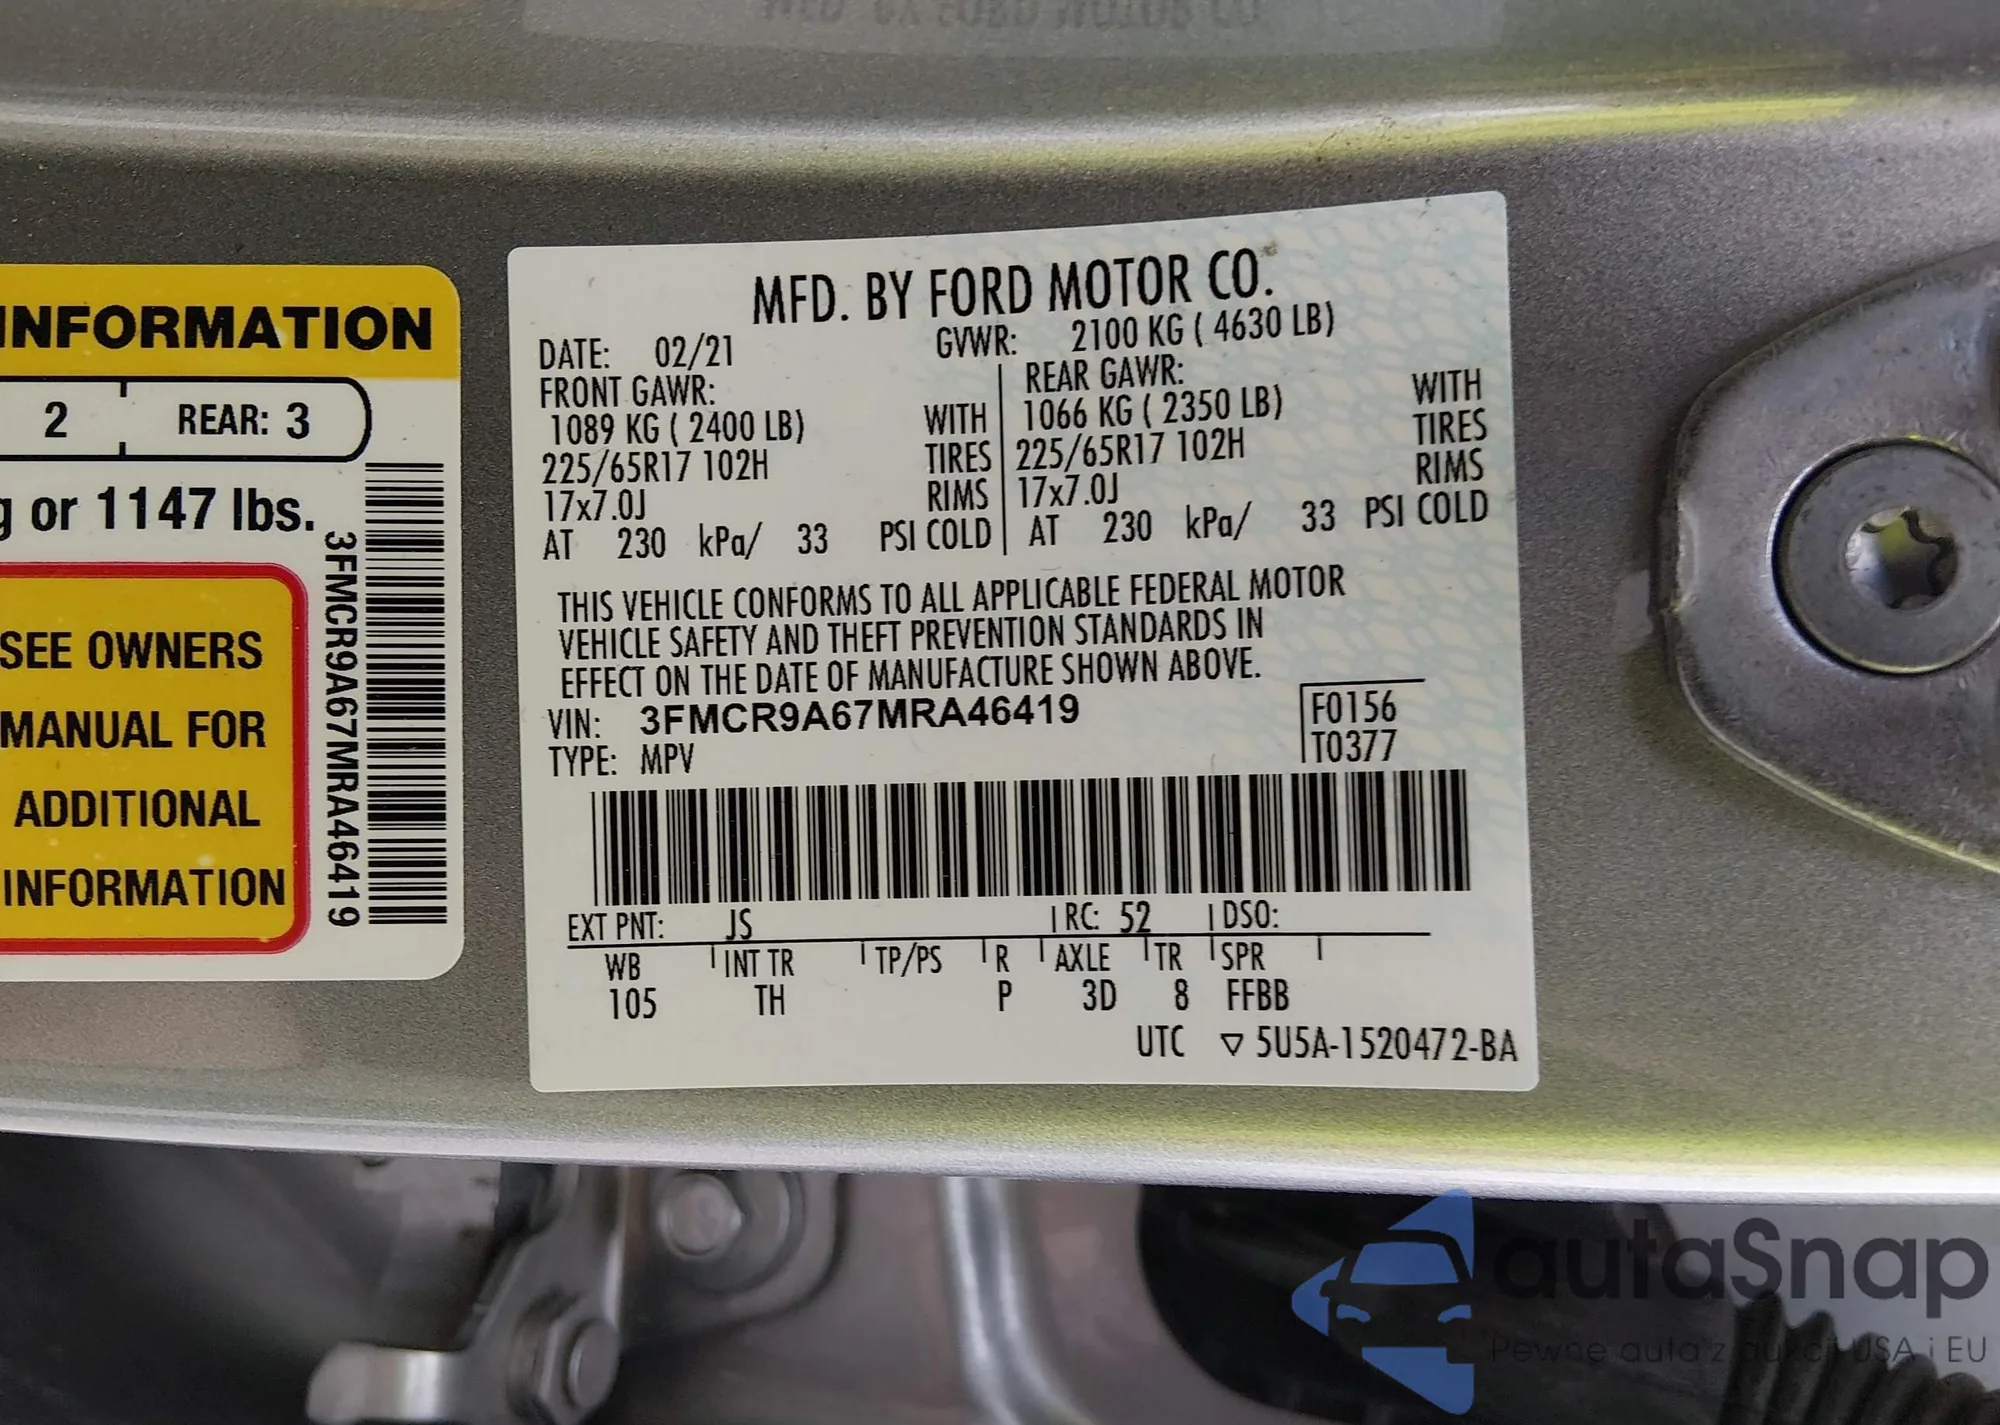 INFORMATION
2 REAR: 3
g or 1147 lbs.
SEE OWNERS
MANUAL FOR
ADDITIONAL
INFORMATION
3FMCR9A67MRA46419
MFD. BY FORD MOTOR CO.
DATE: 02/21 GVWR: 2100 KG ( 4630 LB)
FRONT GAWR: REAR GAWR:
1089 KG ( 2400 LB) WITH 1066 KG ( 2350 LB) WITH
225/65R17 102H TIRES 225/65R17 102H TIRES
17x7.0J RIMS 17x7.0J RIMS
AT 230 kPa/ 33 PSI COLD AT 230 kPa/ 33 PSI COLD
THIS VEHICLE CONFORMS TO ALL APPLICABLE FEDERAL MOTOR
VEHICLE SAFETY AND THEFT PREVENTION STANDARDS IN
EFFECT ON THE DATE OF MANUFACTURE SHOWN ABOVE.
VIN: 3FMCR9A67MRA46419 F0156
TYPE: MPV T0377
EXT PNT: JS RC: 52 DSO:
WB INT TR TP/PS R AXLE TR SPR
105 TH P 3D 8 FFBB
UTC ▽ 5U5A-1520472-BA
autaSnap
Pewne auta z aukcji USA i EU